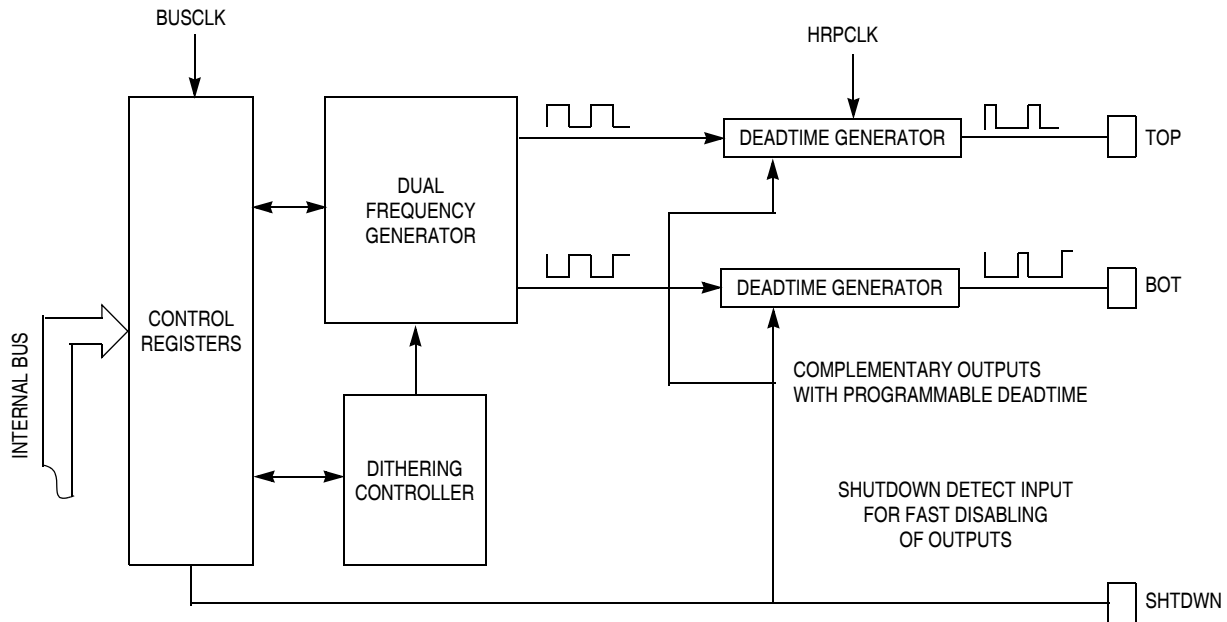 BUSCLK
HRPCLK
DEADTIME GENERATOR
TOP
DUAL
FREQUENCY
GENERATOR
DEADTIME GENERATOR
BOT
INTERNAL BUS
CONTROL
REGISTERS
COMPLEMENTARY OUTPUTS
WITH PROGRAMMABLE DEADTIME
DITHERING
CONTROLLER
SHUTDOWN DETECT INPUT
FOR FAST DISABLING
OF OUTPUTS
SHTDWN